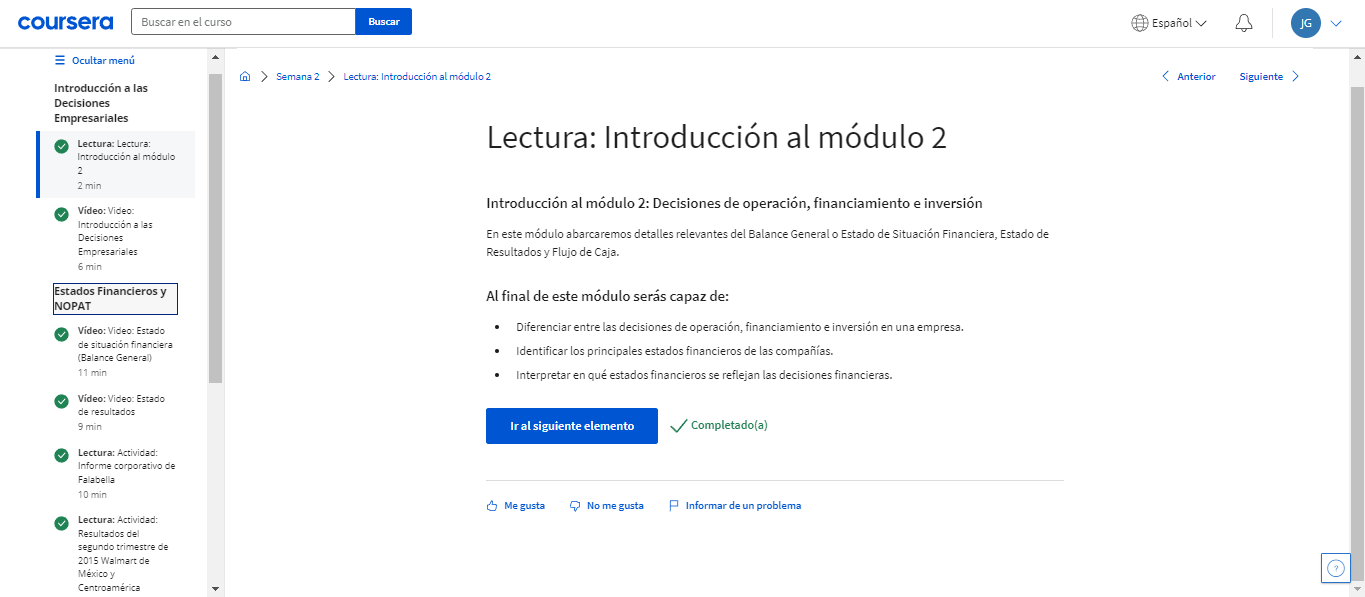 coursera
Buscar en el curso
Buscar
Español
JG
Ocultar menú
Introducción a las
Decisiones
Empresariales
Lectura: Lectura:
Introducción al módulo
2
2 min
Vídeo: Video:
Introducción a las
Decisiones
Empresariales
6 min
Estados Financieros y
NOPAT
Vídeo: Video: Estado
de situación financiera
(Balance General)
11 min
Vídeo: Video: Estado
de resultados
9 min
Lectura: Actividad:
Informe corporativo de
Falabella
10 min
Lectura: Actividad:
Resultados del
segundo trimestre de
2015 Walmart de
México y
Centroamérica
Semana 2
Lectura: Introducción al módulo 2
Anterior
Siguiente
Lectura: Introducción al módulo 2
Introducción al módulo 2: Decisiones de operación, financiamiento e inversión
En este módulo abarcaremos detalles relevantes del Balance General o Estado de Situación Financiera, Estado de
Resultados y Flujo de Caja.
Al final de este módulo serás capaz de:
• Diferenciar entre las decisiones de operación, financiamiento e inversión en una empresa.
• Identificar los principales estados financieros de las compañías.
• Interpretar en qué estados financieros se reflejan las decisiones financieras.
Ir al siguiente elemento
Completado(a)
Me gusta
No me gusta
Informar de un problema
?